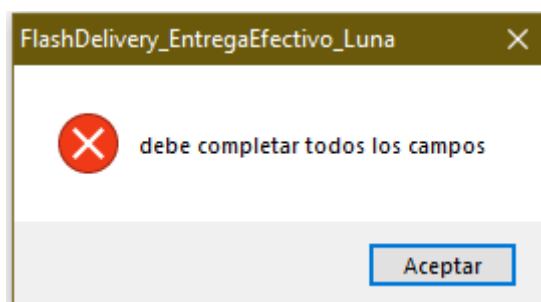 FlashDelivery_EntregaEfectivo_Luna
debe completar todos los campos
Aceptar